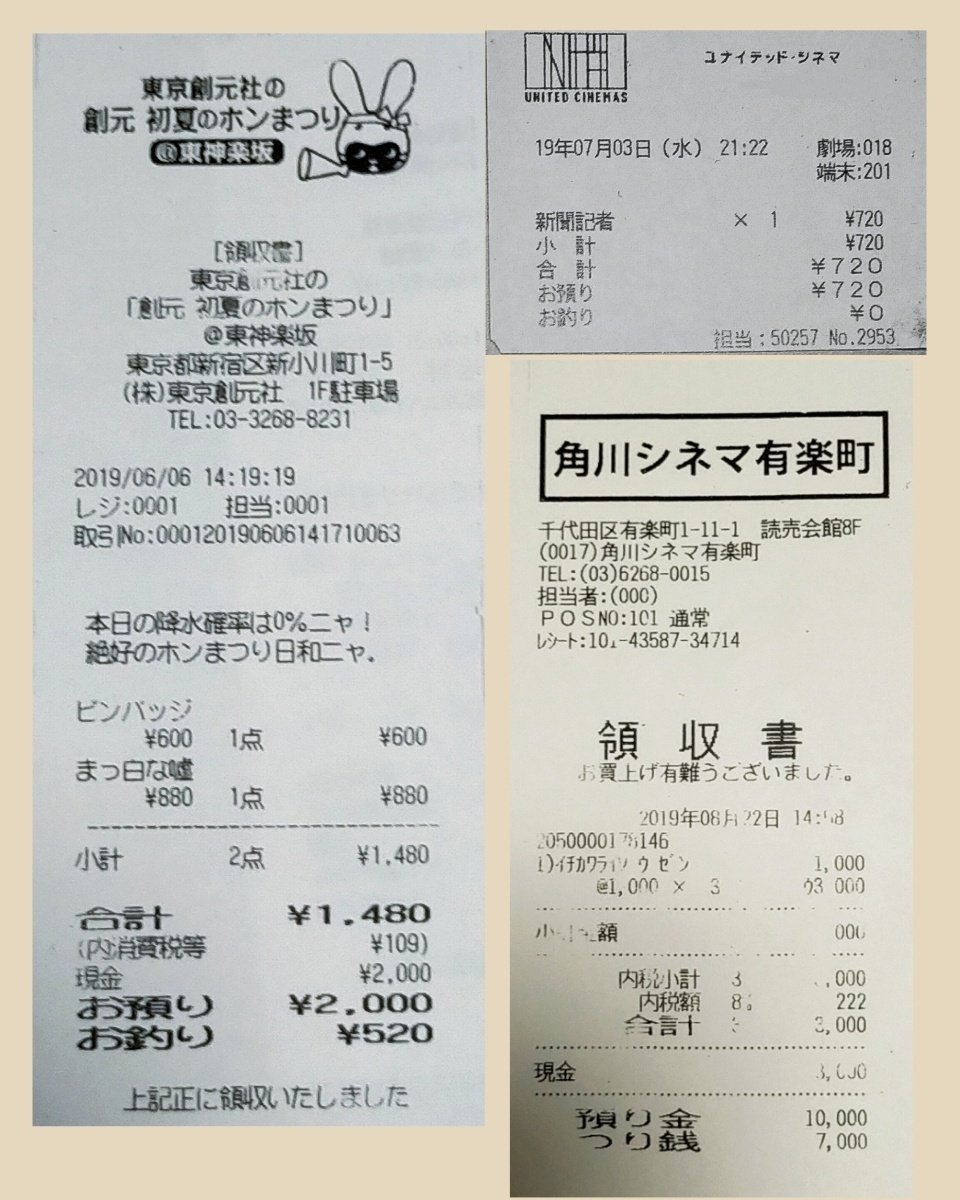 東京創元社の
創元 初夏のホンまつり
@東神楽坂
[領収書]
東京創元社の
「創元 初夏のホンまつり」
@東神楽坂
東京都新宿区新小川町1-5
(株)東京創元社 1F駐車場
TEL:03-3268-8231
2019/06/06 14:19:19
レジ:0001 担当:0001
取引No:000120190606141710063
本日の降水確率は0%ニャ!
絶好のホンまつり日和ニャ。
ピンバッジ
¥600 1点 ¥600
まっ白な嘘
¥880 1点 ¥880
小計 2点 ¥1,480
合計 ¥1,480
(内消費税等 ¥109)
現金 ¥2,000
お預り ¥2,000
お釣り ¥520
上記正に領収いたしました
UNITED CINEMAS
ユナイテッド・シネマ
19年07月03日(水) 21:22 劇場:018
端末:201
新聞記者 × 1 ¥720
小 計 ¥720
合 計 ¥720
お預り ¥720
お釣り ¥0
担当:50257 No.2953
角川シネマ有楽町
千代田区有楽町1-11-1 読売会館8F
(0017)角川シネマ有楽町
TEL:(03)6268-0015
担当者:(000)
POSNO:101 通常
レシート:101-43587-34714
領 収 書
お買上げ有難うございました。
2019年08月22日
1,000
@1,000 × 3 ウ3 000
内税小計 3
内税額 222
合計 3,000
現金
預り金 10,000
つり銭 7,000